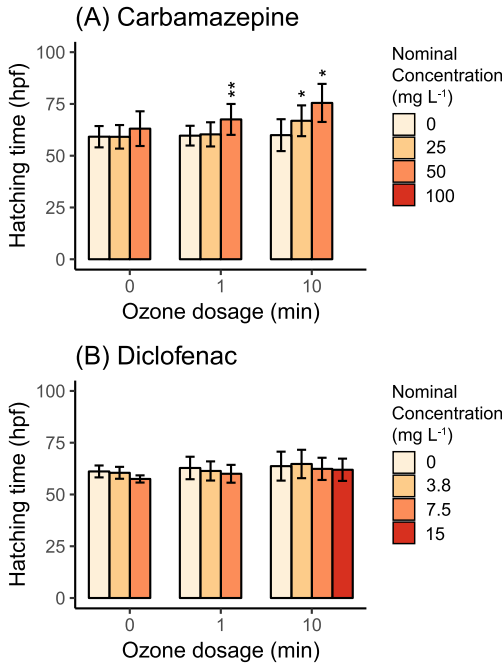 (A) Carbamazepine
Hatching time (hpf)
100
75
50
25
0
**
*
*
0
1
10
Ozone dosage (min)
Nominal
Concentration
(mg L⁻¹)
0
25
50
100
(B) Diclofenac
Hatching time (hpf)
100
75
50
25
0
0
1
10
Ozone dosage (min)
Nominal
Concentration
(mg L⁻¹)
0
3.8
7.5
15